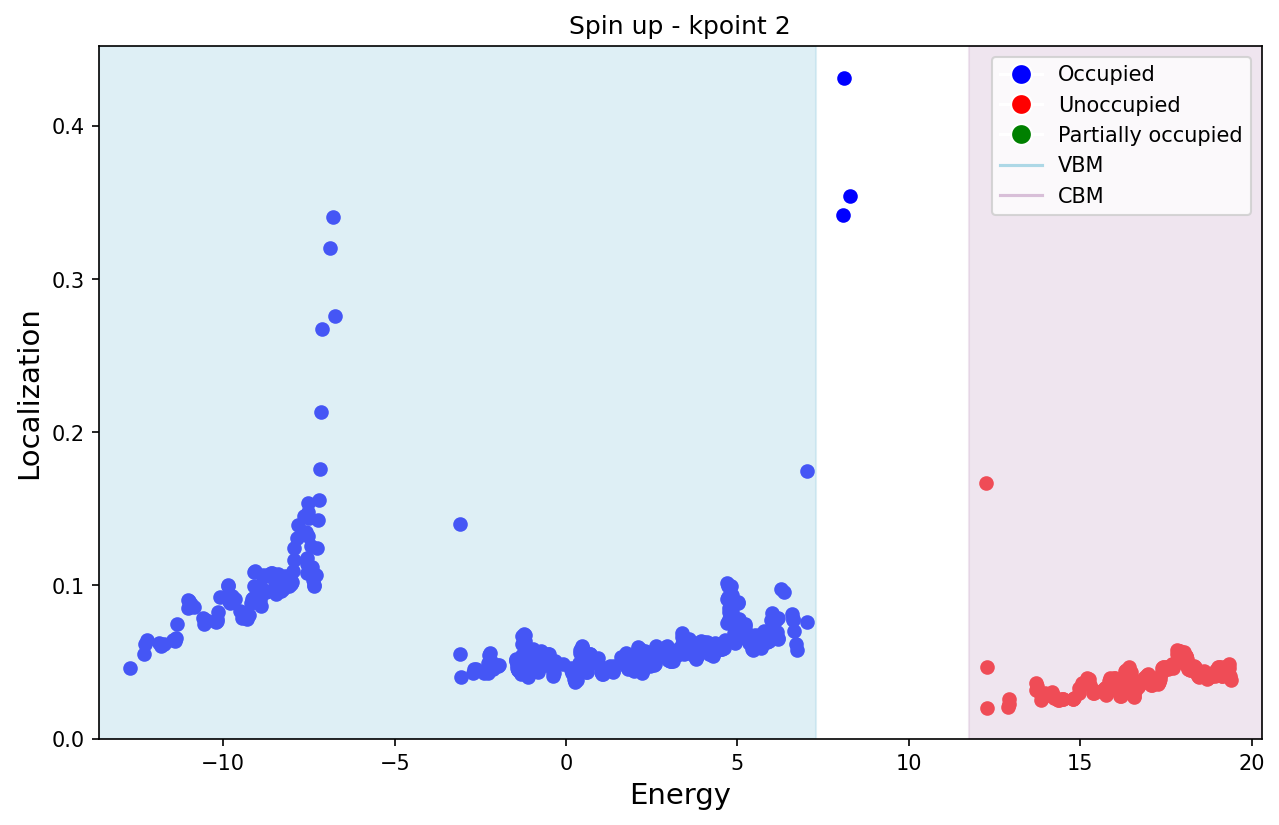 Spin up - kpoint 2
Localization
0.4
0.3
0.2
0.1
0.0
−10
−5
0
5
10
15
20
Energy
Occupied
Unoccupied
Partially occupied
VBM
CBM